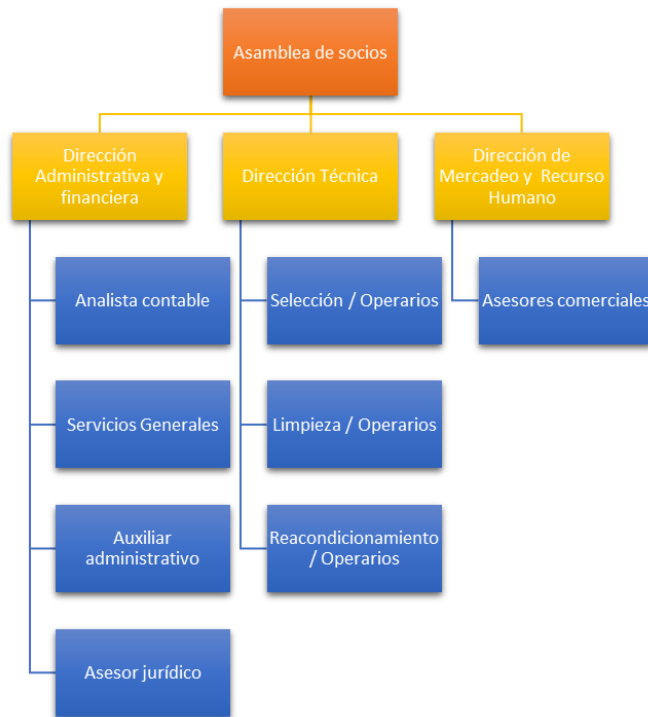 Asamblea de socios
Dirección
Administrativa y
financiera
Dirección Técnica
Dirección de
Mercadeo y Recurso
Humano
Analista contable
Selección / Operarios
Asesores comerciales
Servicios Generales
Limpieza / Operarios
Auxiliar
administrativo
Reacondicionamiento
/ Operarios
Asesor jurídico